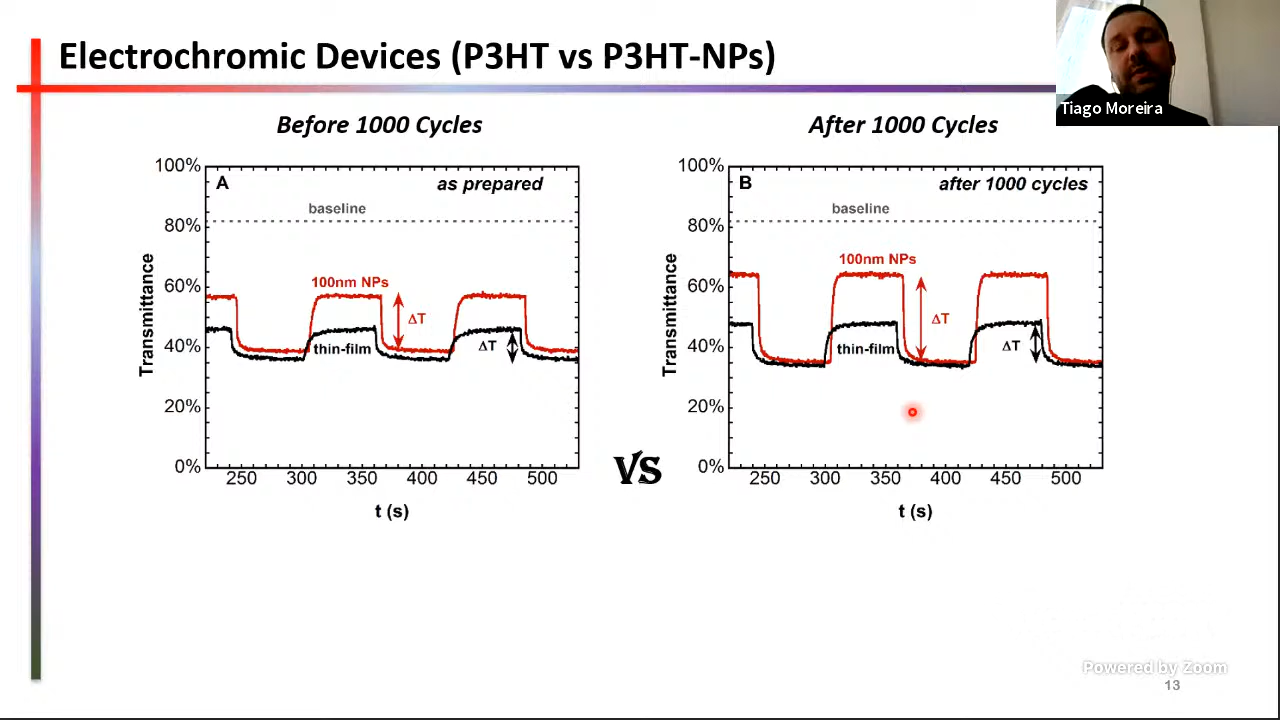 Electrochromic Devices (P3HT vs P3HT-NPs)
Tiago Moreira
Before 1000 Cycles
After 1000 Cycles
A
as prepared
baseline
100nm NPs
ΔT
thin-film
ΔT
100%
80%
60%
40%
20%
0%
Transmittance
250 300 350 400 450 500
t (s)
VS
B
after 1000 cycles
baseline
100nm NPs
ΔT
thin-film
ΔT
100%
80%
60%
40%
20%
0%
Transmittance
250 300 350 400 450 500
t (s)
Powered by Zoom
13